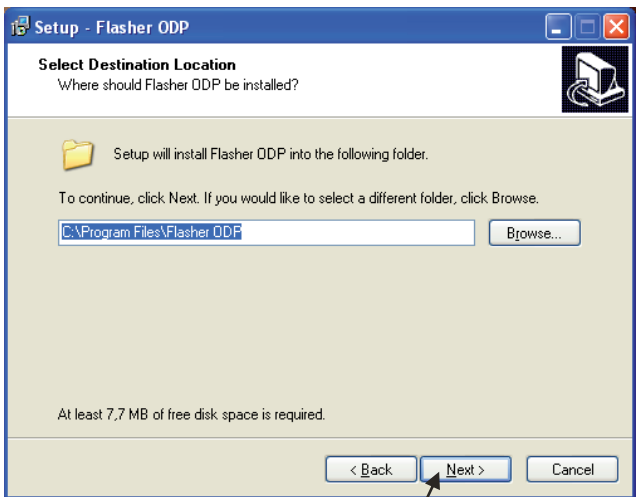 Setup - Flasher ODP
Select Destination Location
Where should Flasher ODP be installed?
Setup will install Flasher ODP into the following folder.
To continue, click Next. If you would like to select a different folder, click Browse.
C:\Program Files\Flasher ODP
Browse...
At least 7,7 MB of free disk space is required.
< Back
Next >
Cancel